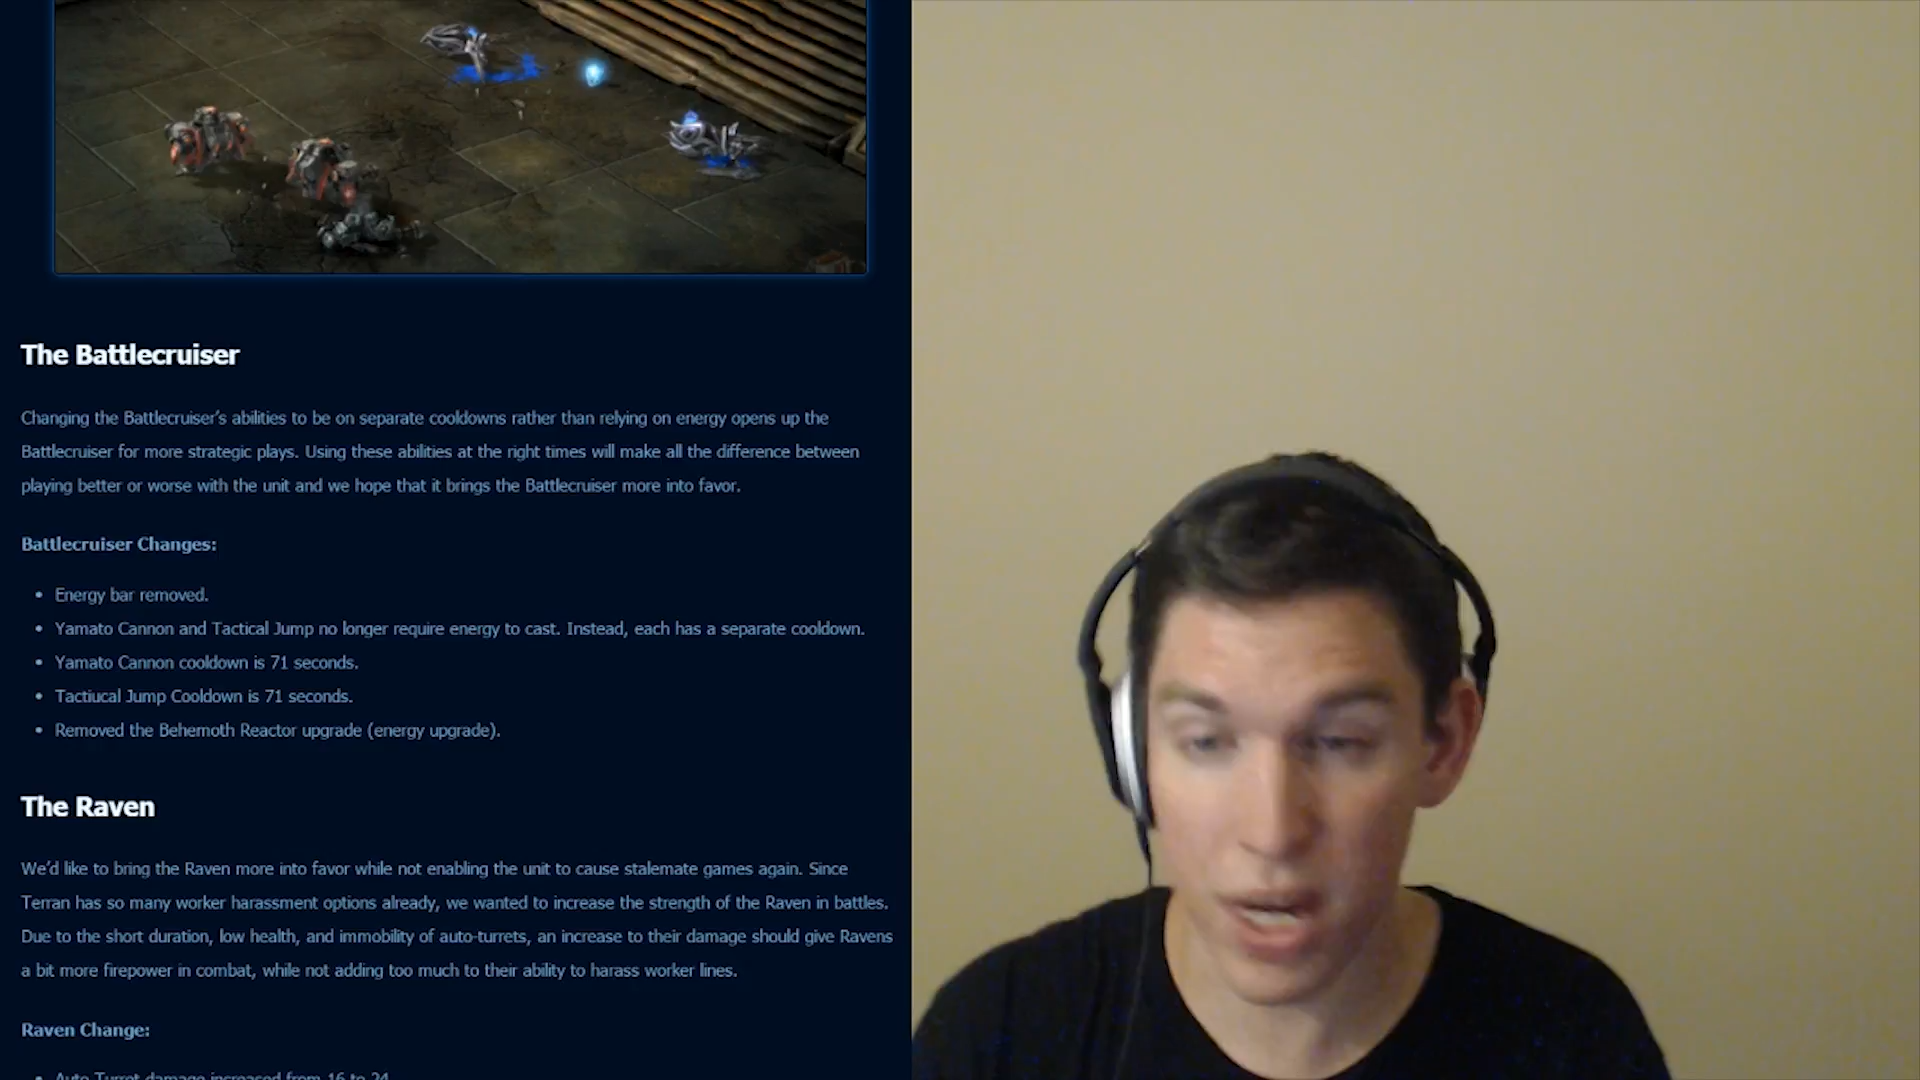 The Battlecruiser
Changing the Battlecruiser's abilities to be on separate cooldowns rather than relying on energy opens up the
Battlecruiser for more strategic plays. Using these abilities at the right times will make all the difference between
playing better or worse with the unit and we hope that it brings the Battlecruiser more into favor.
Battlecruiser Changes:
• Energy bar removed.
• Yamato Cannon and Tactical Jump no longer require energy to cast. Instead, each has a separate cooldown.
• Yamato Cannon cooldown is 71 seconds.
• Tactiucal Jump Cooldown is 71 seconds.
• Removed the Behemoth Reactor upgrade (energy upgrade).
The Raven
We'd like to bring the Raven more into favor while not enabling the unit to cause stalemate games again. Since
Terran has so many worker harassment options already, we wanted to increase the strength of the Raven in battles.
Due to the short duration, low health, and immobility of auto-turrets, an increase to their damage should give Ravens
a bit more firepower in combat, while not adding too much to their ability to harass worker lines.
Raven Change:
• Auto Turret damage increased from 16 to 24